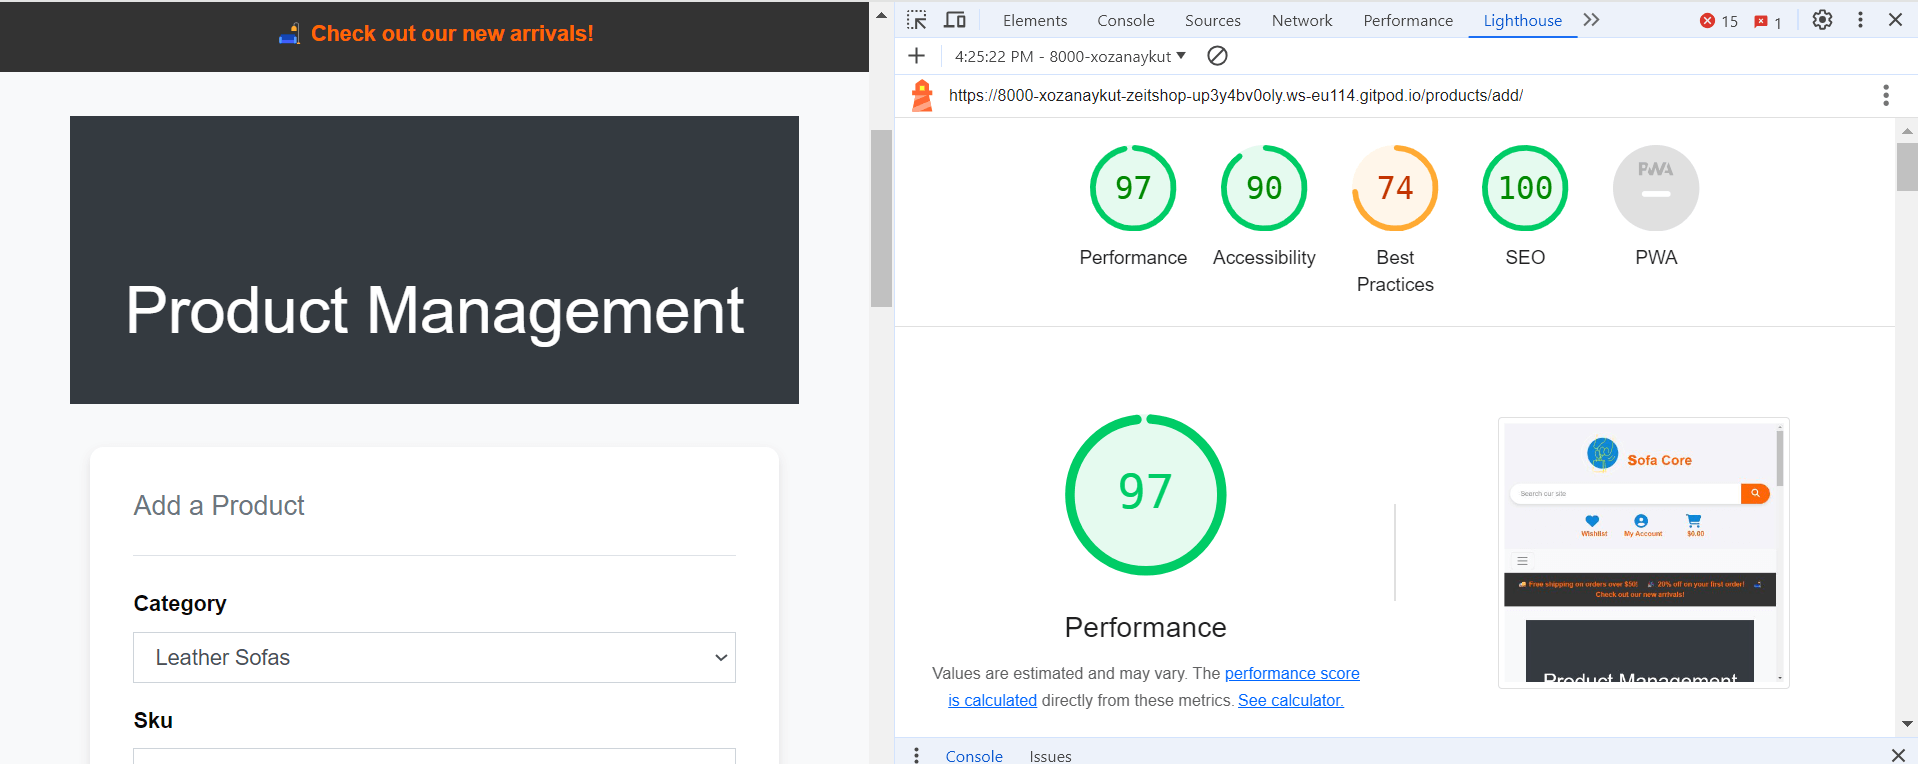 Check out our new arrivals!
Product Management
Add a Product
Category
Leather Sofas
Sku
Elements Console Sources Network Performance Lighthouse 15 1
4:25:22 PM - 8000-xozanaykut
https://8000-xozanaykut-zeitshop-up3y4bv0oly.ws-eu114.gitpod.io/products/add/
97 90 74 100 PWA
Performance Accessibility Best Practices SEO PWA
97
Performance
Values are estimated and may vary. The performance score
is calculated directly from these metrics. See calculator.
Sofa Core
Search our site
Wishlist My Account $0.00
Free shipping on orders over $50! 20% off on your first order!
Check out our new arrivals!
Product Management
Console Issues